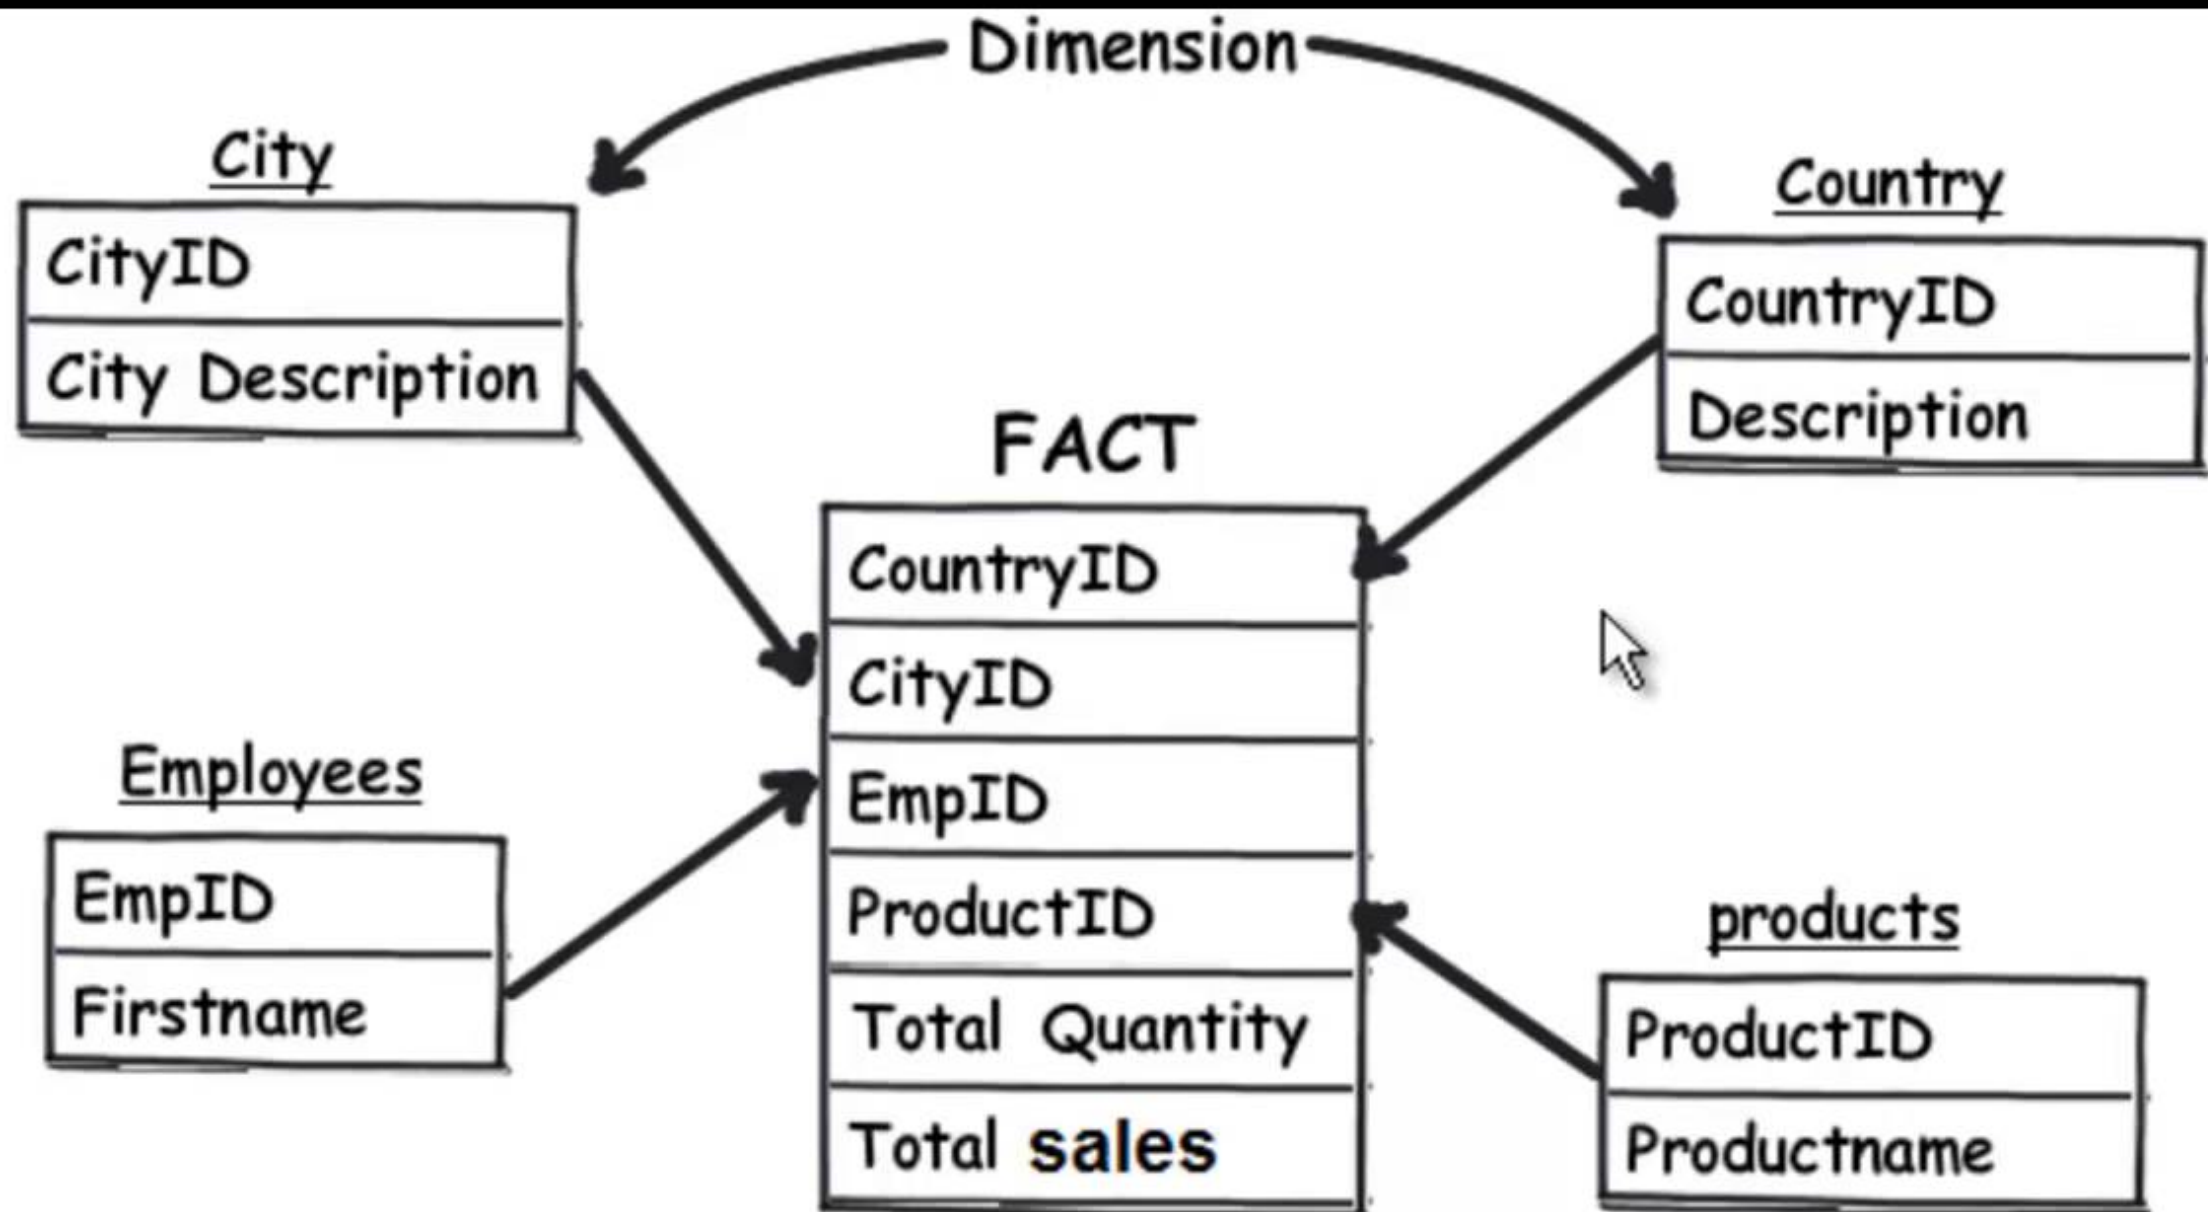 Dimension
City
CityID
City Description
Country
CountryID
Description
FACT
CountryID
CityID
EmpID
ProductID
Total Quantity
Total sales
Employees
EmpID
Firstname
products
ProductID
Productname